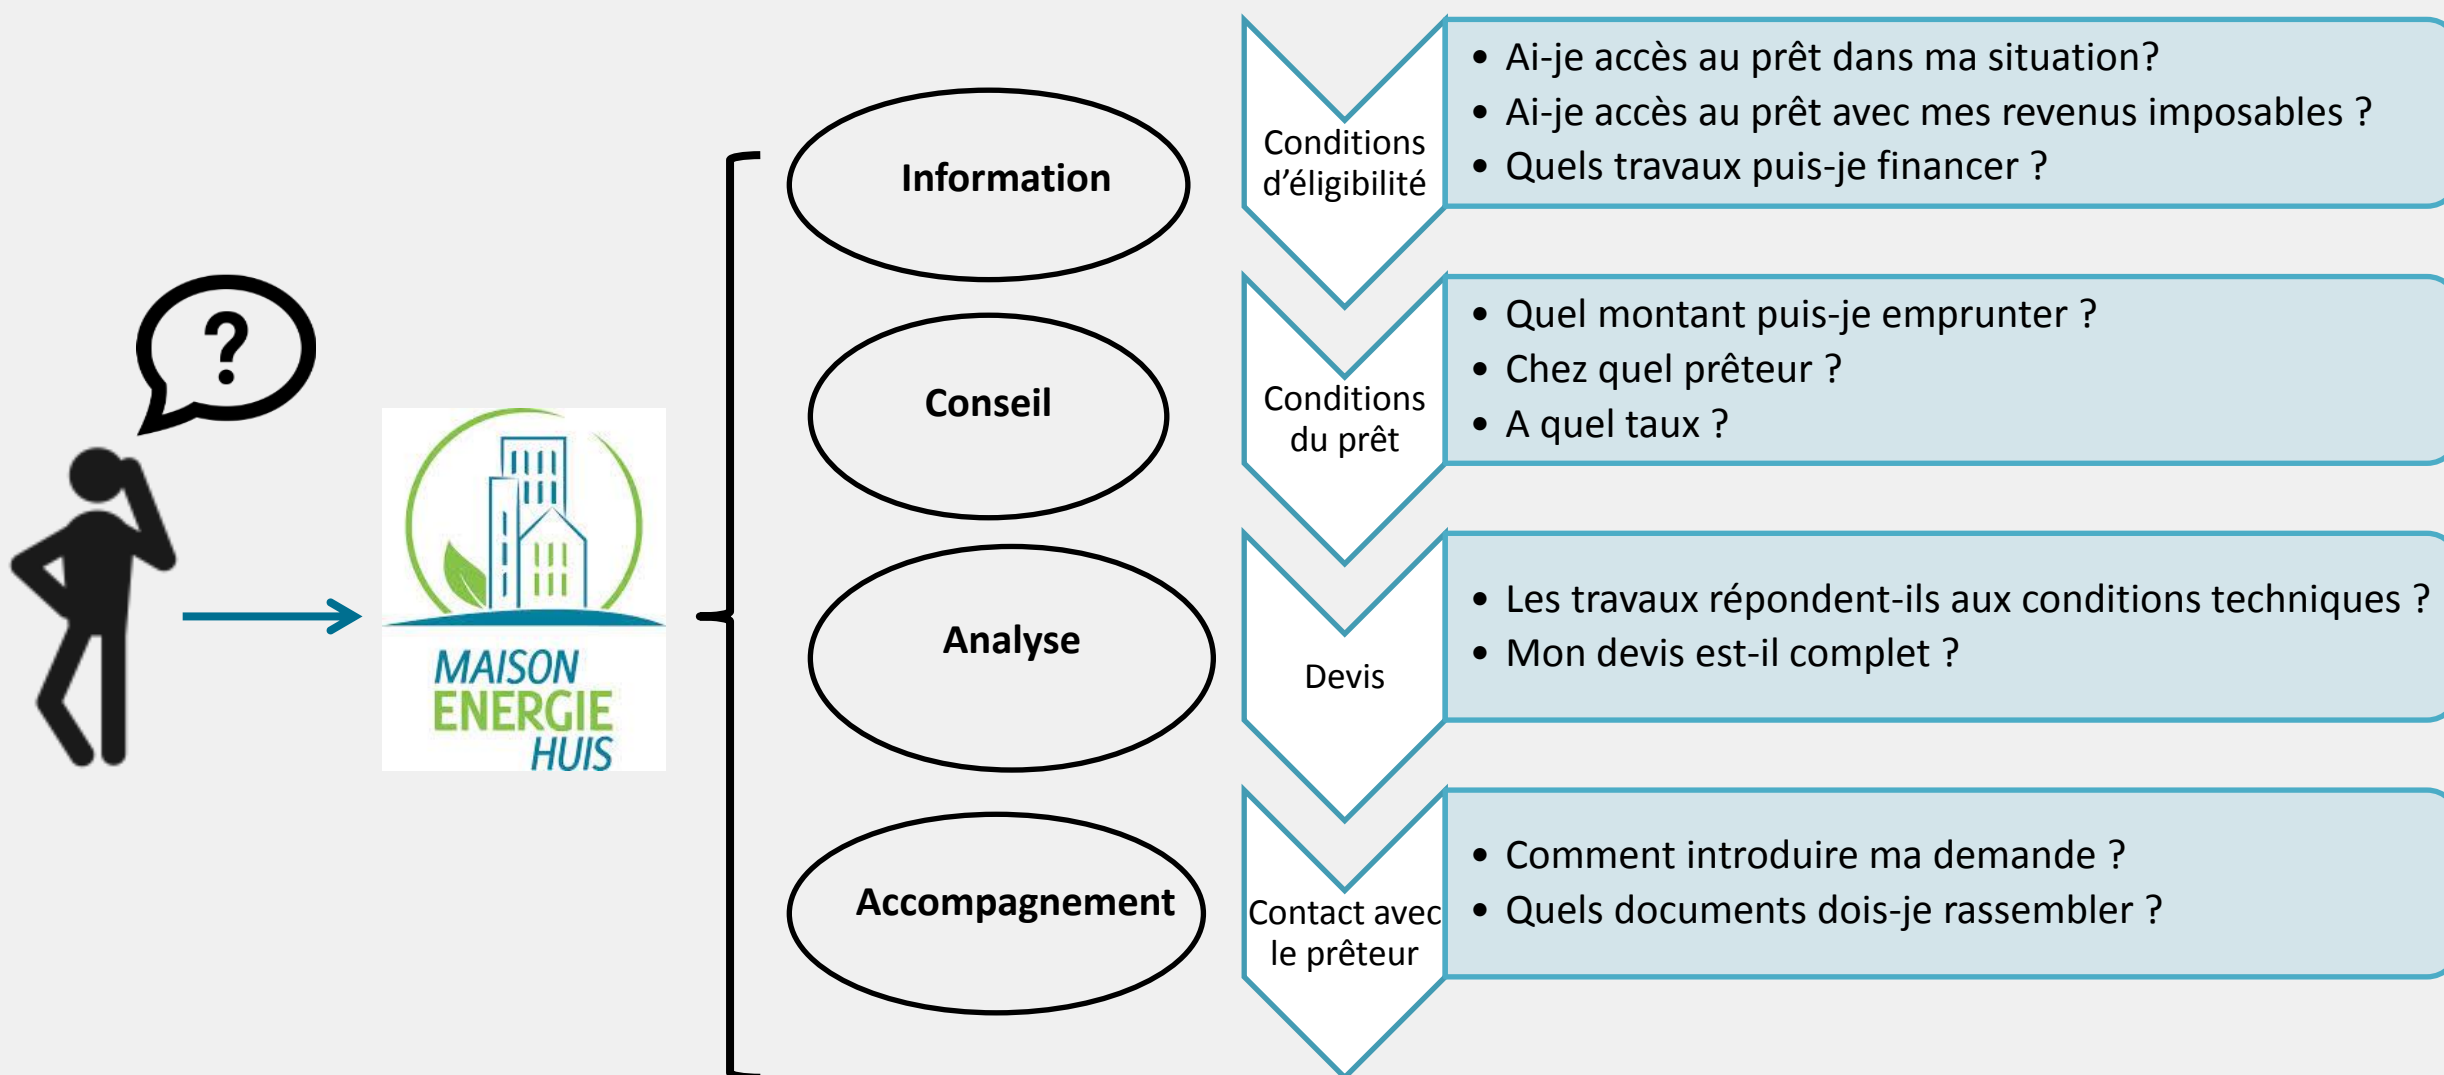 ?
MAISON
ENERGIE
HUIS
Information
Conditions
d'éligibilité
• Ai-je accès au prêt dans ma situation?
• Ai-je accès au prêt avec mes revenus imposables ?
• Quels travaux puis-je financer ?
Conseil
Conditions
du prêt
• Quel montant puis-je emprunter ?
• Chez quel prêteur ?
• A quel taux ?
Analyse
Devis
• Les travaux répondent-ils aux conditions techniques ?
• Mon devis est-il complet ?
Accompagnement
Contact avec
le prêteur
• Comment introduire ma demande ?
• Quels documents dois-je rassembler ?